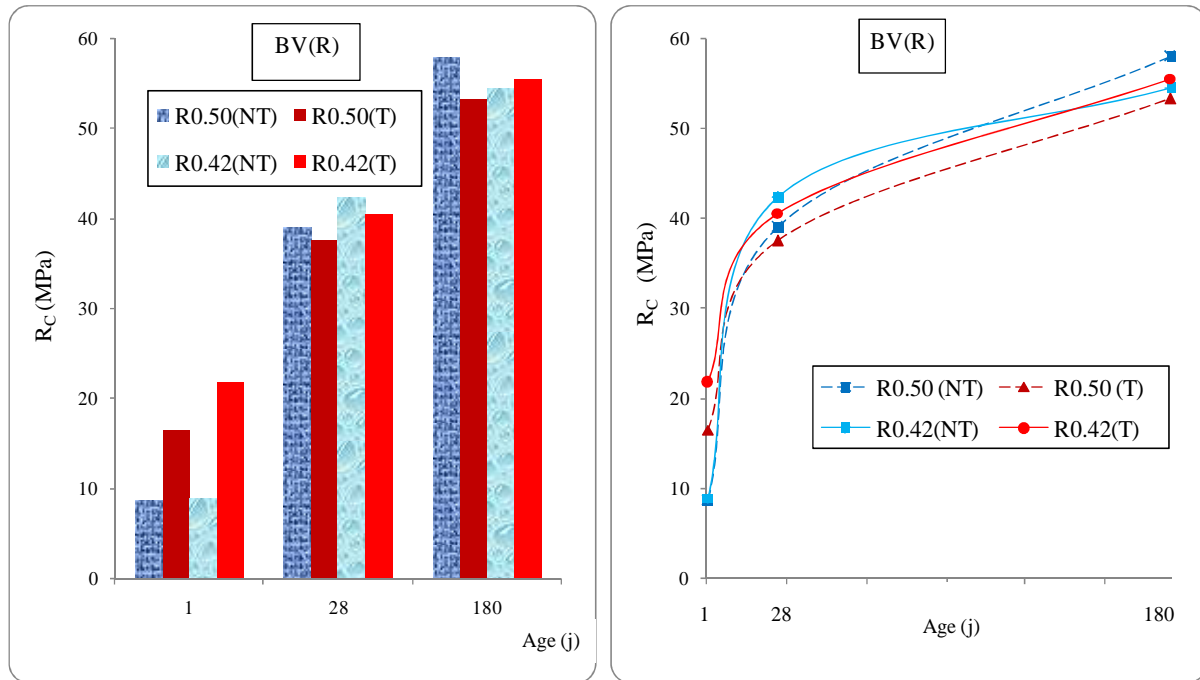 BV(R)
60
50
40
30
20
10
0
R_C (MPa)
R0.50(NT) R0.50(T)
R0.42(NT) R0.42(T)
1 28 180
Age (j)
BV(R)
60
50
40
30
20
10
0
R_C (MPa)
R0.50 (NT) R0.50 (T)
R0.42(NT) R0.42(T)
1 28 180
Age (j)